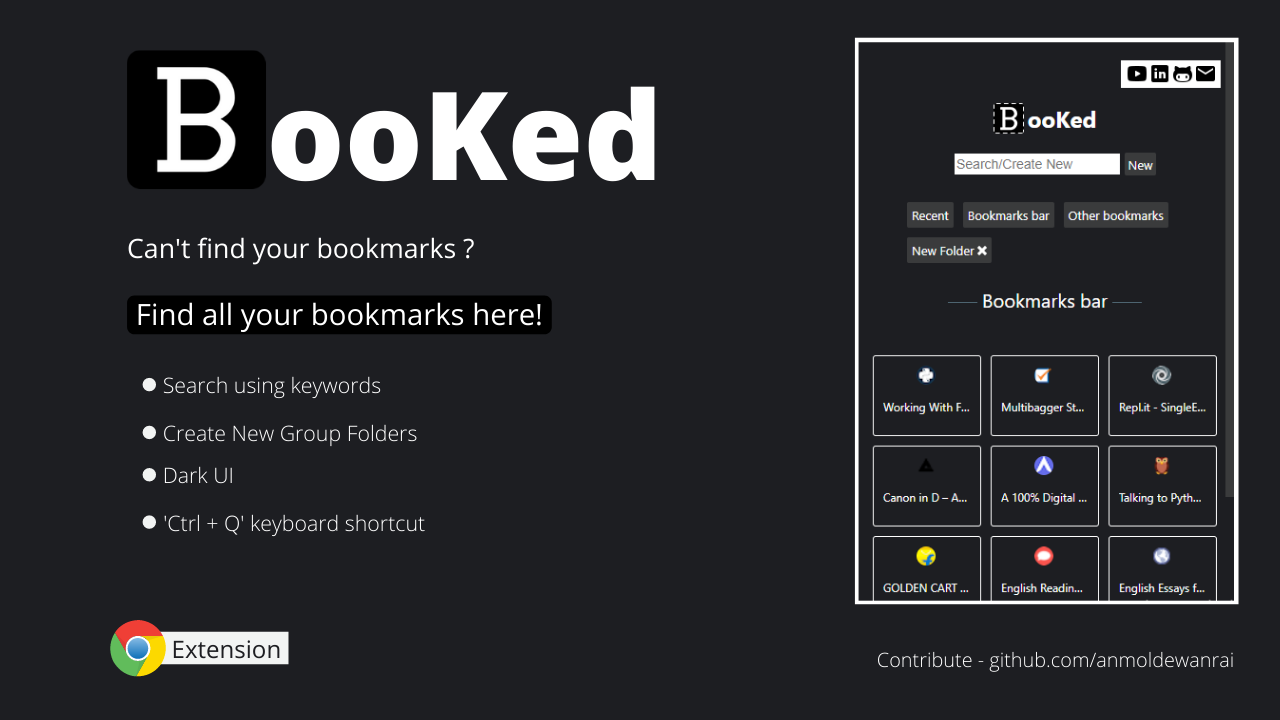 BooKed
Can't find your bookmarks ?
Find all your bookmarks here!
Search using keywords
Create New Group Folders
Dark UI
'Ctrl + Q' keyboard shortcut
Extension
in
BooKed
Search/Create New New
Recent Bookmarks bar Other bookmarks
New Folder ✖
Bookmarks bar
Working With F... Multibagger St... Repl.it - SingleE...
Canon in D – A... A 100% Digital ... Talking to Pyth...
GOLDEN CART ... English Readin... English Essays f...
Contribute - github.com/anmoldewanrai